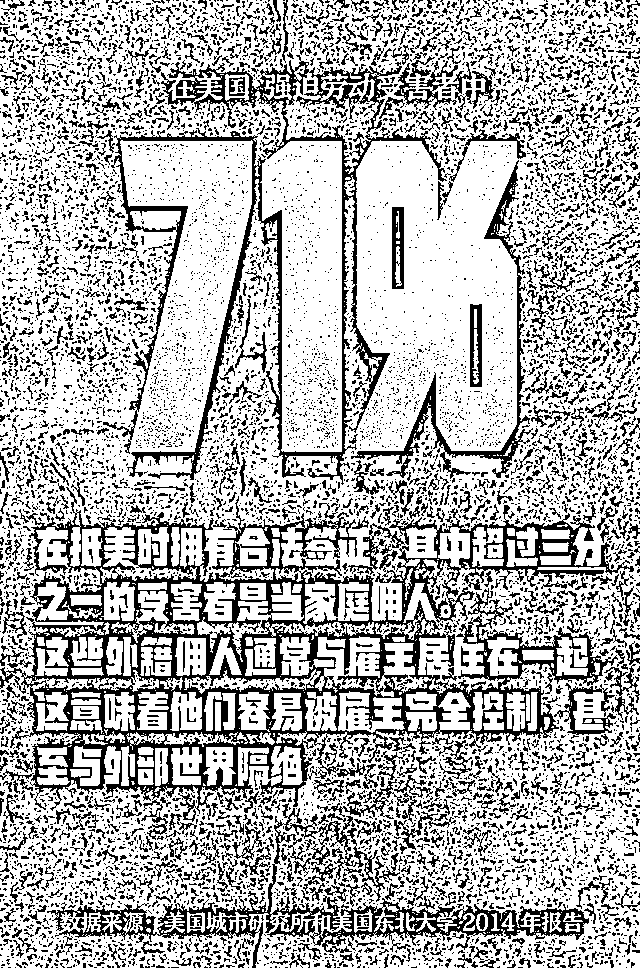 在美国 强迫劳动受害者中
71%
在抵美时拥有合法签证，其中超过三分
之一的受害者是当家庭佣人。
这些外籍佣人通常与雇主居住在一起，
这意味着他们容易被雇主完全控制，甚
至与外部世界隔绝
数据来源：美国城市研究所和美国东北大学2014年报告